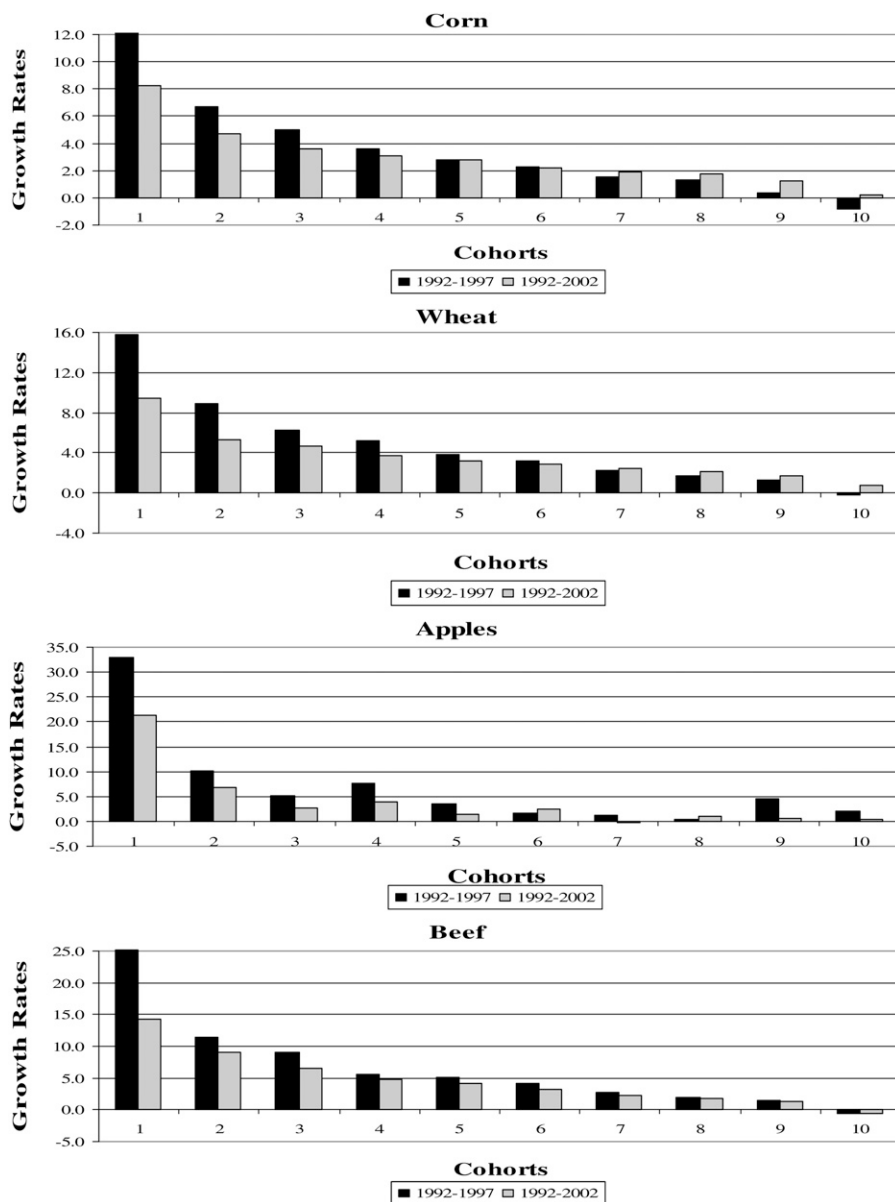 Corn
Growth Rates
12.0
10.0
8.0
6.0
4.0
2.0
0.0
-2.0
1 2 3 4 5 6 7 8 9 10
Cohorts
1992-1997 1992-2002
Wheat
Growth Rates
16.0
12.0
8.0
4.0
0.0
-4.0
1 2 3 4 5 6 7 8 9 10
Cohorts
1992-1997 1992-2002
Apples
Growth Rates
35.0
30.0
25.0
20.0
15.0
10.0
5.0
0.0
-5.0
1 2 3 4 5 6 7 8 9 10
Cohorts
1992-1997 1992-2002
Beef
Growth Rates
25.0
20.0
15.0
10.0
5.0
0.0
-5.0
1 2 3 4 5 6 7 8 9 10
Cohorts
1992-1997 1992-2002